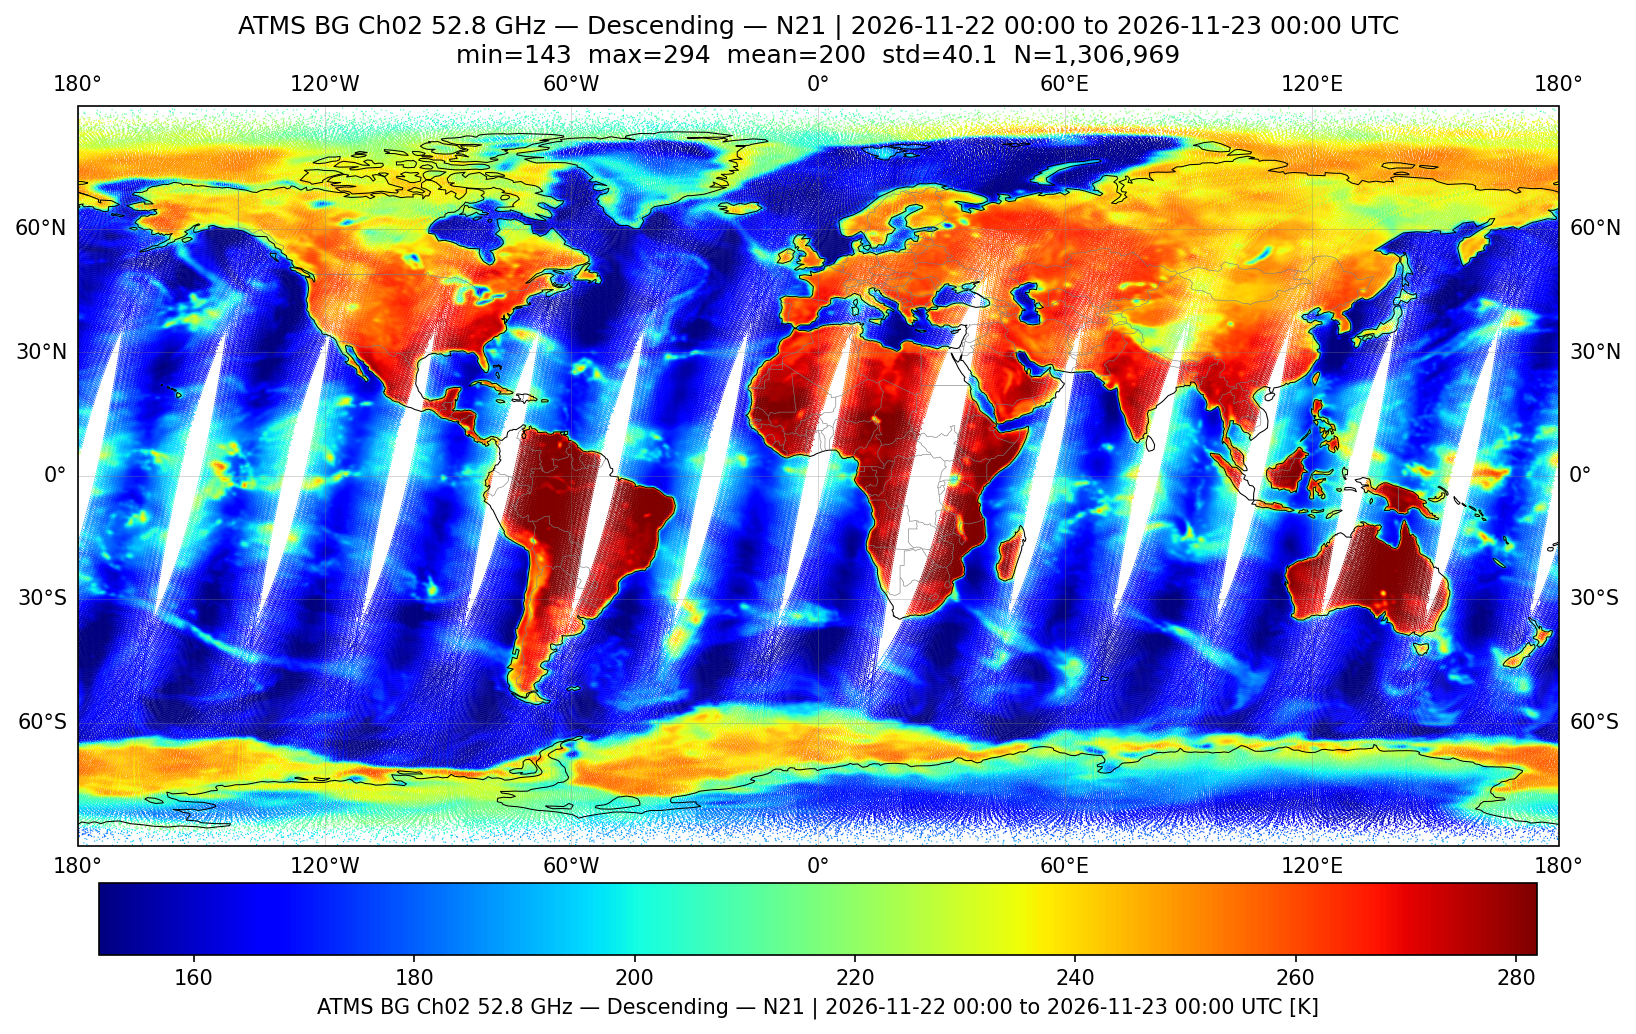 ATMS BG Ch02 52.8 GHz — Descending — N21 | 2026-11-22 00:00 to 2026-11-23 00:00 UTC
min=143 max=294 mean=200 std=40.1 N=1,306,969
180° 120°W 60°W 0° 60°E 120°E 180°
60°N 60°N
30°N 30°N
0° 0°
30°S 30°S
60°S 60°S
180° 120°W 60°W 0° 60°E 120°E 180°
160 180 200 220 240 260 280
ATMS BG Ch02 52.8 GHz — Descending — N21 | 2026-11-22 00:00 to 2026-11-23 00:00 UTC [K]